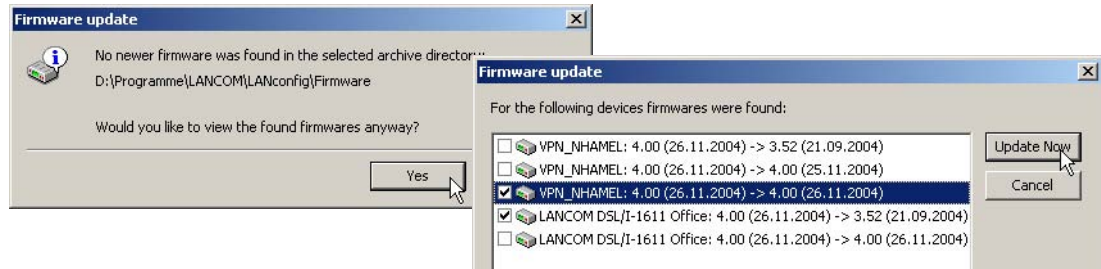 Firmware update
No newer firmware was found in the selected archive directory:
D:\Programme\LANCOM\LANconfig\Firmware
Would you like to view the found firmwares anyway?
Yes
Firmware update
For the following devices firmwares were found:
VPN_NHAMEL: 4.00 (26.11.2004) -> 3.52 (21.09.2004)
VPN_NHAMEL: 4.00 (26.11.2004) -> 4.00 (25.11.2004)
VPN_NHAMEL: 4.00 (26.11.2004) -> 4.00 (26.11.2004)
LANCOM DSL/I-1611 Office: 4.00 (26.11.2004) -> 3.52 (21.09.2004)
LANCOM DSL/I-1611 Office: 4.00 (26.11.2004) -> 4.00 (26.11.2004)
Update Now
Cancel